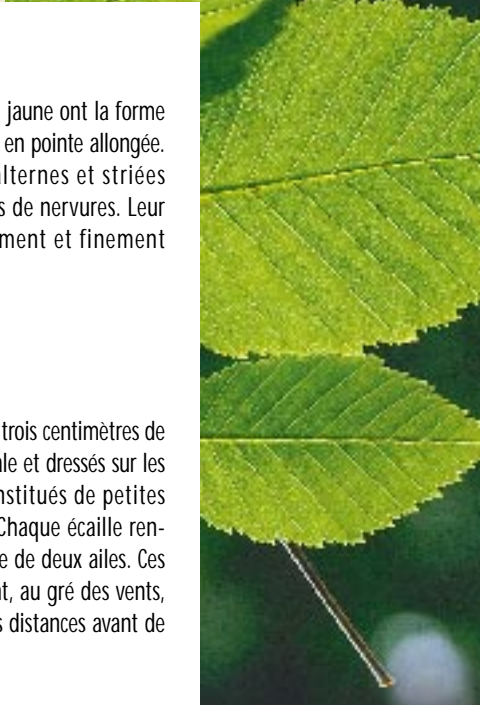 jaune ont la forme
en pointe allongée.
lternes et striées
s de nervures. Leur
ment et finement
trois centimètres de
le et dressés sur les
nstitués de petites
Chaque écaille ren-
e de deux ailes. Ces
t, au gré des vents,
s distances avant de